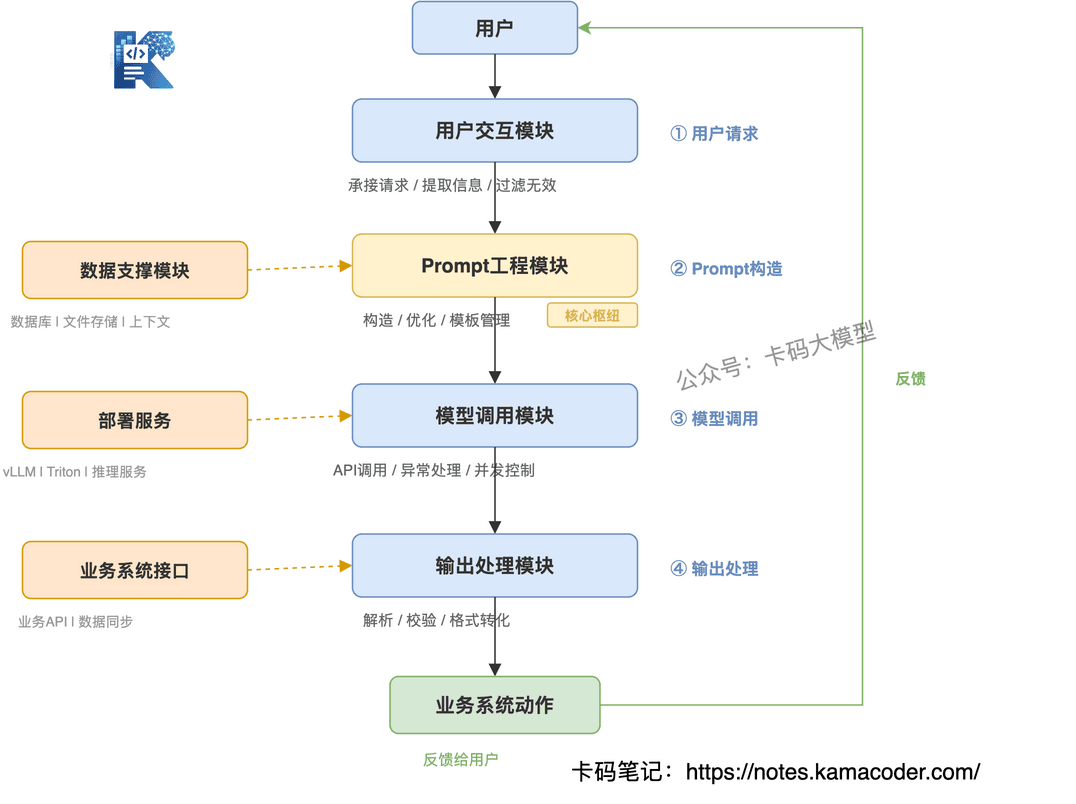 用户
用户交互模块
① 用户请求
承接请求 / 提取信息 / 过滤无效
数据支撑模块
Prompt工程模块
② Prompt构造
数据库 | 文件存储 | 上下文
构造 / 优化 / 模板管理
核心枢纽
公众号：卡码大模型
反馈
部署服务
模型调用模块
③ 模型调用
vLLM | Triton | 推理服务
API调用 / 异常处理 / 并发控制
业务系统接口
输出处理模块
④ 输出处理
业务API | 数据同步
解析 / 校验 / 格式转化
业务系统动作
反馈给用户
卡码笔记：https://notes.kamacoder.com/